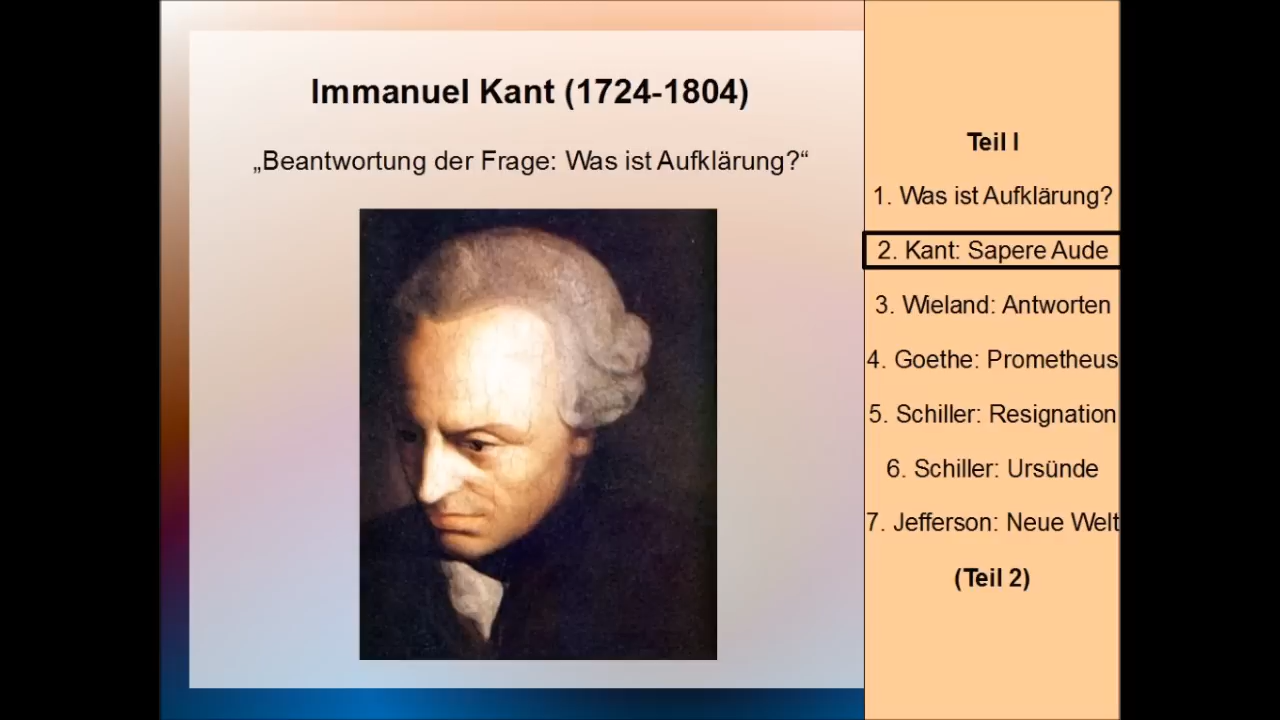 Immanuel Kant (1724-1804)
„Beantwortung der Frage: Was ist Aufklärung?“
Teil I
1. Was ist Aufklärung?
2. Kant: Sapere Aude
3. Wieland: Antworten
4. Goethe: Prometheus
5. Schiller: Resignation
6. Schiller: Ursünde
7. Jefferson: Neue Welt
(Teil 2)